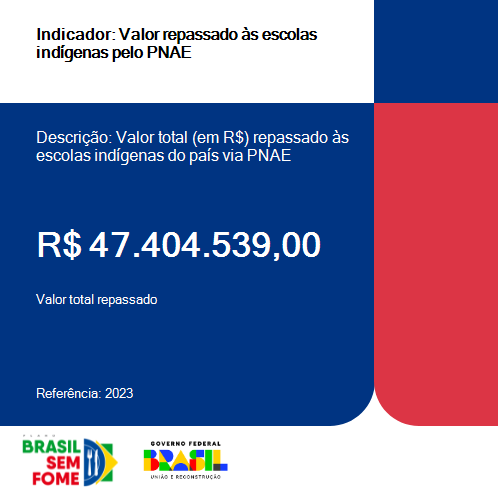 Indicador: Valor repassado às escolas
indígenas pelo PNAE
Descrição: Valor total (em R$) repassado às
escolas indígenas do país via PNAE
R$ 47.404.539,00
Valor total repassado
Referência: 2023
PLANO
BRASIL
SEM
FOME
GOVERNO FEDERAL
BRASIL
UNIÃO E RECONSTRUÇÃO